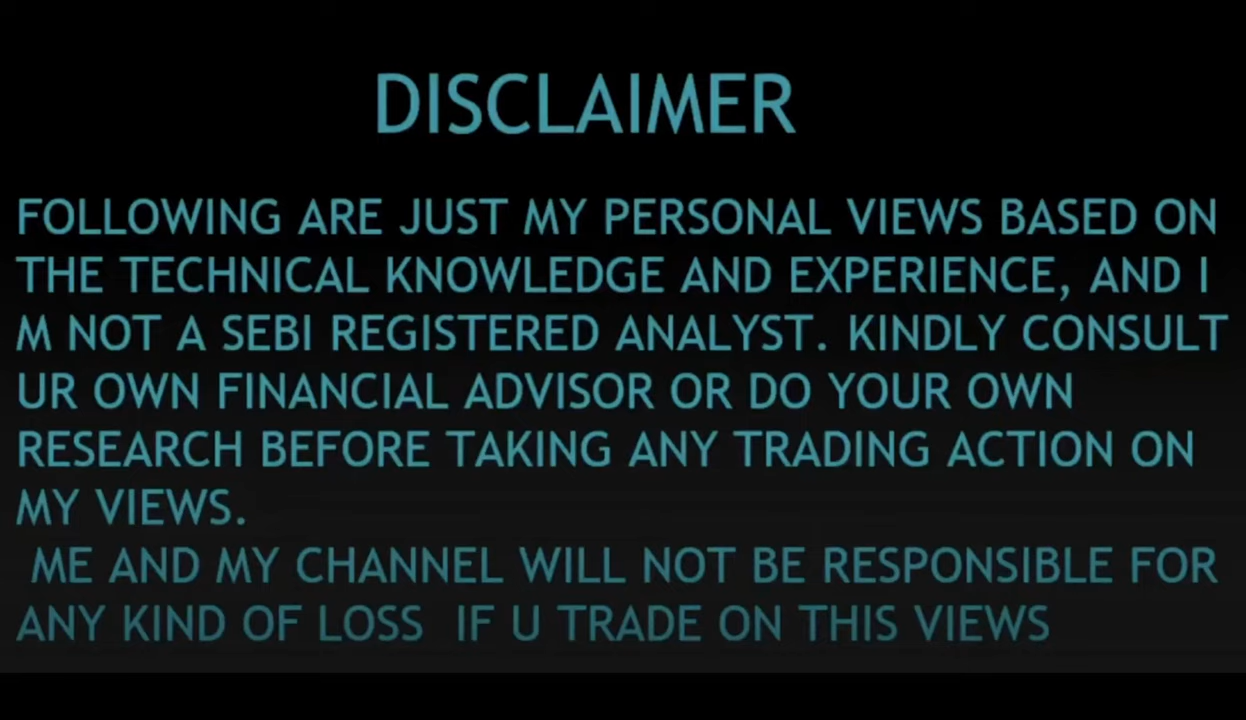 DISCLAIMER
FOLLOWING ARE JUST MY PERSONAL VIEWS BASED ON
THE TECHNICAL KNOWLEDGE AND EXPERIENCE, AND I
M NOT A SEBI REGISTERED ANALYST. KINDLY CONSULT
UR OWN FINANCIAL ADVISOR OR DO YOUR OWN
RESEARCH BEFORE TAKING ANY TRADING ACTION ON
MY VIEWS.
ME AND MY CHANNEL WILL NOT BE RESPONSIBLE FOR
ANY KIND OF LOSS  IF U TRADE ON THIS VIEWS